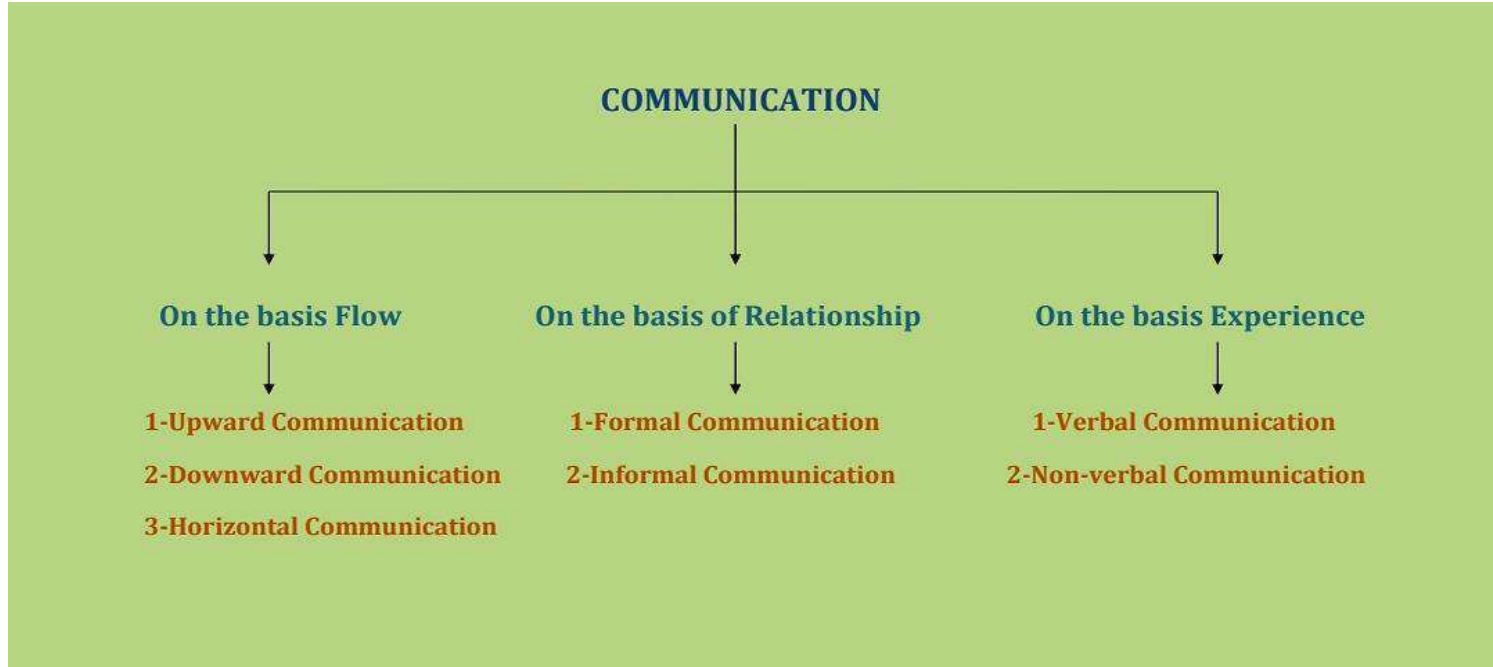 COMMUNICATION
On the basis Flow
On the basis of Relationship
On the basis Experience
1-Upward Communication
2-Downward Communication
3-Horizontal Communication
1-Formal Communication
2-Informal Communication
1-Verbal Communication
2-Non-verbal Communication